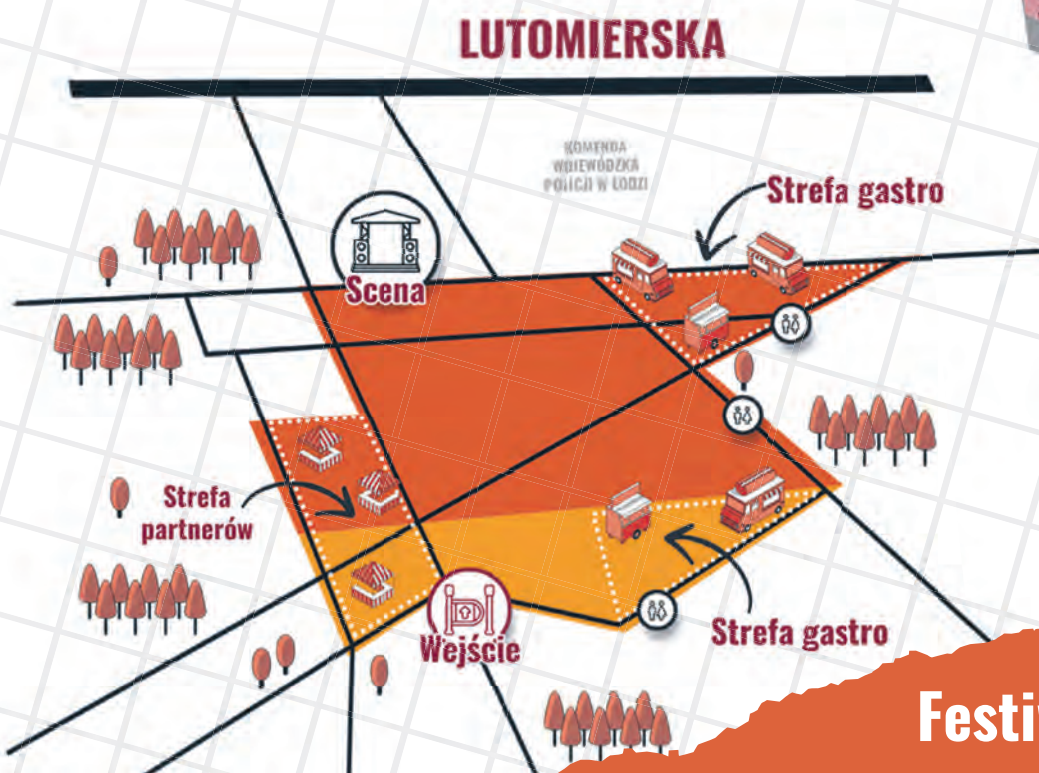 LUTOMIERSKA
KOMENDA
WOJEWÓDZKA
POLICJI W ŁODZI
Strefa gastro
Scena
Strefa
partnerów
Wejście
Strefa gastro
Festi